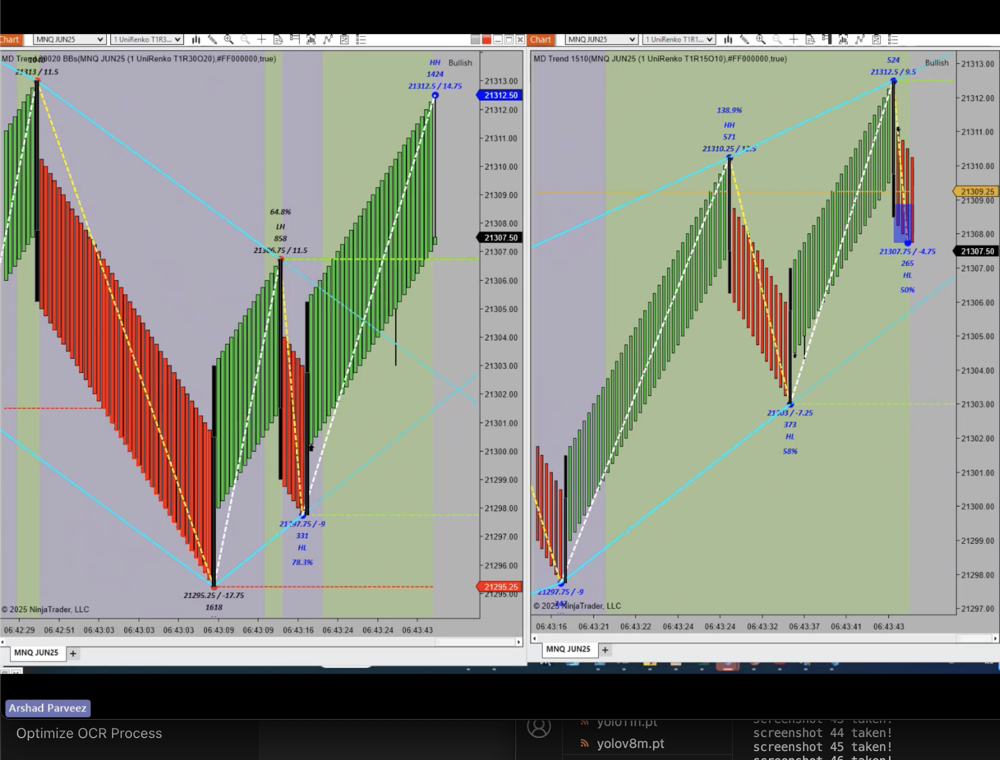 Chart MNQ JUN25 1 UniRenko T1R3...
MD Trend
0020 BBs(MNQ JUN25 (1 UniRenko T1R30O20),#FF000000,true)
21313 / 11.5
HH
Bullish
1424
21312.5 / 14.75
64.8%
LH
858
21306.75 / 11.5
21297.75 / -9
331
HL
78.3%
21295.25 / -17.75
1618
© 2025 NinjaTrader, LLC
21313.00
21312.50
21312.00
21311.00
21310.00
21309.00
21308.00
21307.50
21306.00
21305.00
21304.00
21303.00
21302.00
21301.00
21300.00
21299.00
21298.00
21297.00
21296.00
21295.25
21295.00
06:42:29 06:42:51 06:43:03 06:43:03 06:43:09 06:43:09 06:43:16 06:43:24 06:43:24 06:43:43
MNQ JUN25 +
Chart MNQ JUN25 1 UniRenko T1R1...
MD Trend 1510(MNQ JUN25 (1 UniRenko T1R15O10),#FF000000,true)
524
Bullish
21312.5 / 9.5
138.9%
HH
571
21310.25 / 12.5
21307.75 / -4.75
265
HL
50%
21303 / -7.25
373
HL
58%
21297.75 / -9
© 2025 NinjaTrader, LLC
21313.00
21312.00
21311.00
21310.00
21309.25
21309.00
21308.00
21307.50
21307.00
21306.00
21305.00
21304.00
21303.00
21302.00
21301.00
21300.00
21299.00
21298.00
21297.00
06:43:16 06:43:21 06:43:22 06:43:24 06:43:24 06:43:37 06:43:41 06:43:43
MNQ JUN25 +
Arshad Parveez
Optimize OCR Process
yolo11n.pt
yolov8m.pt
screenshot 43 taken!
screenshot 44 taken!
screenshot 45 taken!
screenshot 46 taken!